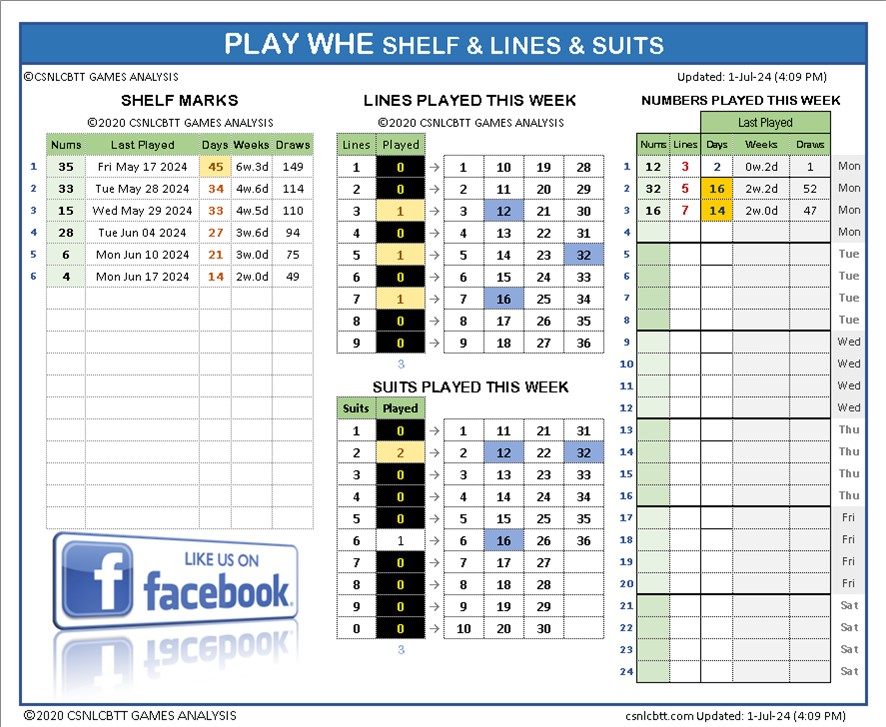 PLAY WHE SHELF & LINES & SUITS
©CSNLCBTT GAMES ANALYSIS
Updated: 1-Jul-24 (4:09 PM)
SHELF MARKS
©2020 CSNLCBTT GAMES ANALYSIS
Nums Last Played Days Weeks Draws
1 35 Fri May 17 2024 45 6w.3d 149
2 33 Tue May 28 2024 34 4w.6d 114
3 15 Wed May 29 2024 33 4w.5d 110
4 28 Tue Jun 04 2024 27 3w.6d 94
5 6 Mon Jun 10 2024 21 3w.0d 75
6 4 Mon Jun 17 2024 14 2w.0d 49
LIKE US ON
facebook
LINES PLAYED THIS WEEK
©2020 CSNLCBTT GAMES ANALYSIS
Lines Played
1 0 → 1 10 19 28
2 0 → 2 11 20 29
3 1 → 3 12 21 30
4 0 → 4 13 22 31
5 1 → 5 14 23 32
6 0 → 6 15 24 33
7 1 → 7 16 25 34
8 0 → 8 17 26 35
9 0 → 9 18 27 36
3
SUITS PLAYED THIS WEEK
Suits Played
1 0 → 1 11 21 31
2 2 → 2 12 22 32
3 0 → 3 13 23 33
4 0 → 4 14 24 34
5 0 → 5 15 25 35
6 1 → 6 16 26 36
7 0 → 7 17 27
8 0 → 8 18 28
9 0 → 9 19 29
0 0 → 10 20 30
3
NUMBERS PLAYED THIS WEEK
Last Played
Nums Lines Days Weeks Draws
1 12 3 2 0w.2d 1 Mon
2 32 5 16 2w.2d 52 Mon
3 16 7 14 2w.0d 47 Mon
4 Mon
5 Tue
6 Tue
7 Tue
8 Tue
9 Wed
10 Wed
11 Wed
12 Wed
13 Thu
14 Thu
15 Thu
16 Thu
17 Fri
18 Fri
19 Fri
20 Fri
21 Sat
22 Sat
23 Sat
24 Sat
©2020 CSNLCBTT GAMES ANALYSIS
csnlcbtt.com Updated: 1-Jul-24 (4:09 PM)